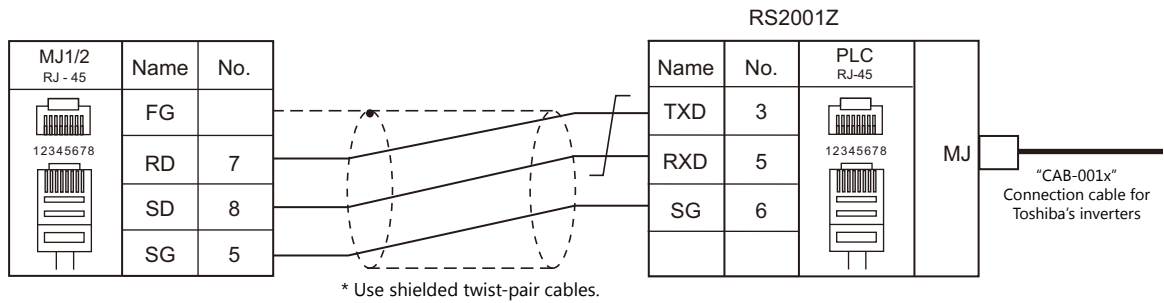 RS2001Z
MJ1/2
RJ - 45
Name
No.
FG
RD
7
SD
8
SG
5
12345678
Name
No.
PLC
RJ-45
TXD
3
RXD
5
SG
6
12345678
MJ
"CAB-001x"
Connection cable for
Toshiba's inverters
* Use shielded twist-pair cables.